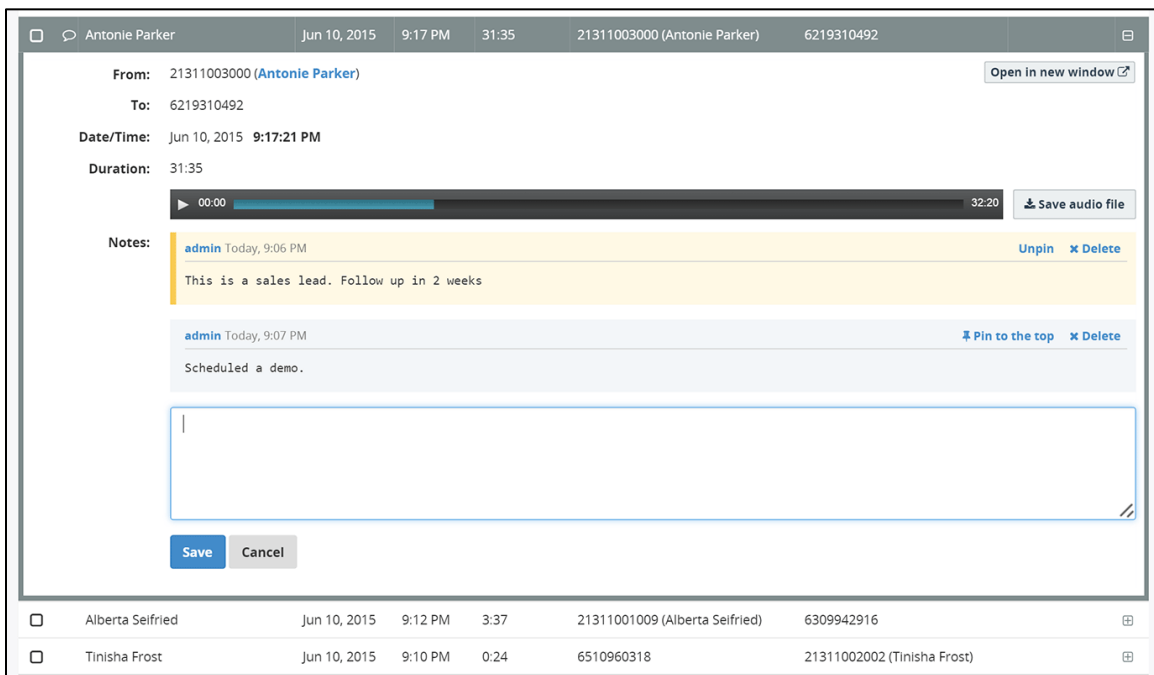 Antonie Parker Jun 10, 2015 9:17 PM 31:35 21311003000 (Antonie Parker) 6219310492
From: 21311003000 (Antonie Parker) Open in new window
To: 6219310492
Date/Time: Jun 10, 2015 9:17:21 PM
Duration: 31:35
00:00 32:20 Save audio file
Notes:
admin Today, 9:06 PM Unpin Delete
This is a sales lead. Follow up in 2 weeks
admin Today, 9:07 PM Pin to the top Delete
Scheduled a demo.
Save Cancel
Alberta Seifried Jun 10, 2015 9:12 PM 3:37 21311001009 (Alberta Seifried) 6309942916
Tinisha Frost Jun 10, 2015 9:10 PM 0:24 6510960318 21311002002 (Tinisha Frost)